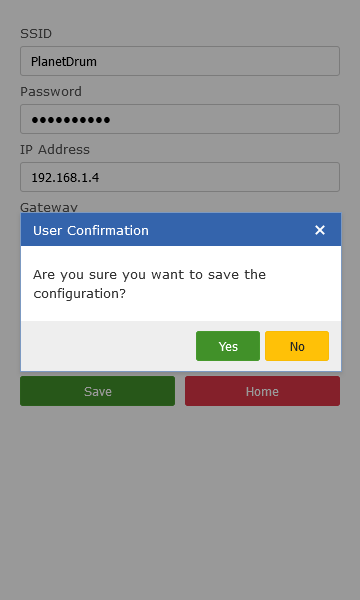 SSID
PlanetDrum
Password
●●●●●●●●●●
IP Address
192.168.1.4
Gateway
User Confirmation ×
Are you sure you want to save the
configuration?
Yes No
Save Home